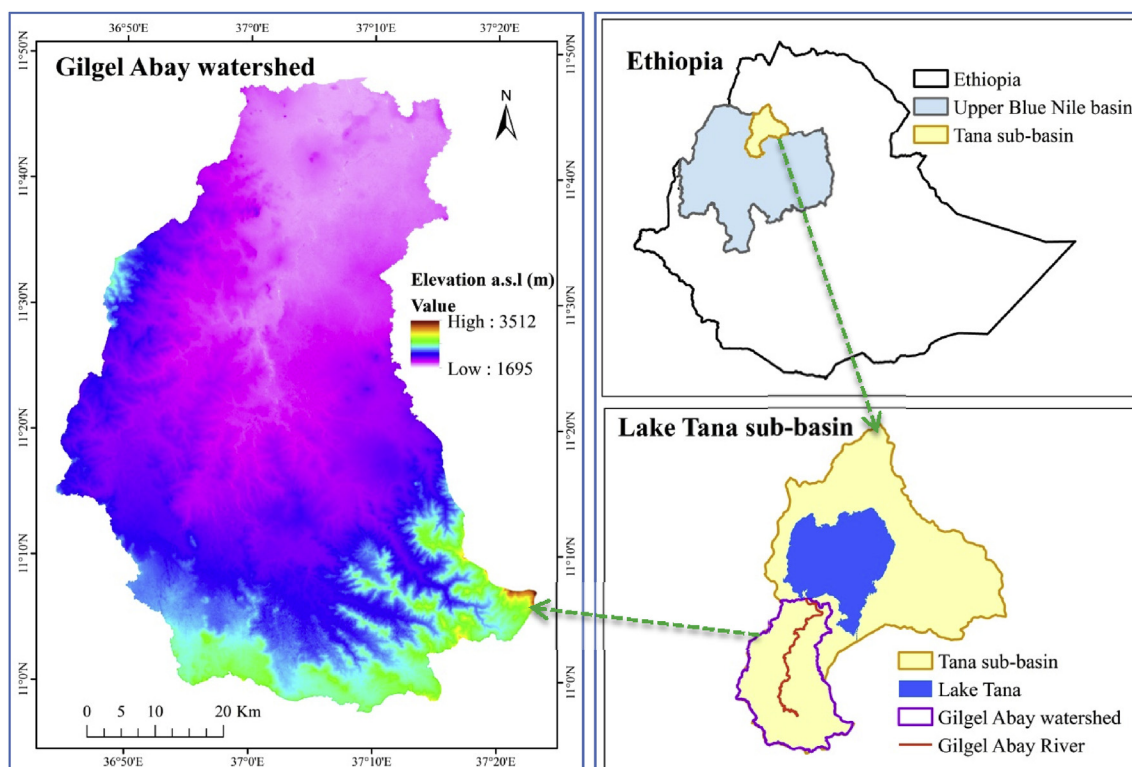 36°50'E 37°0'E 37°10'E 37°20'E
Gilgel Abay watershed
N
11°50'N 11°50'N
11°40'N 11°40'N
11°30'N 11°30'N
11°20'N 11°20'N
11°10'N 11°10'N
11°0'N 11°0'N
Elevation a.s.l (m)
Value
High : 3512
Low : 1695
0 5 10 20 Km
36°50'E 37°0'E 37°10'E 37°20'E
Ethiopia
Ethiopia
Upper Blue Nile basin
Tana sub-basin
Lake Tana sub-basin
Tana sub-basin
Lake Tana
Gilgel Abay watershed
Gilgel Abay River